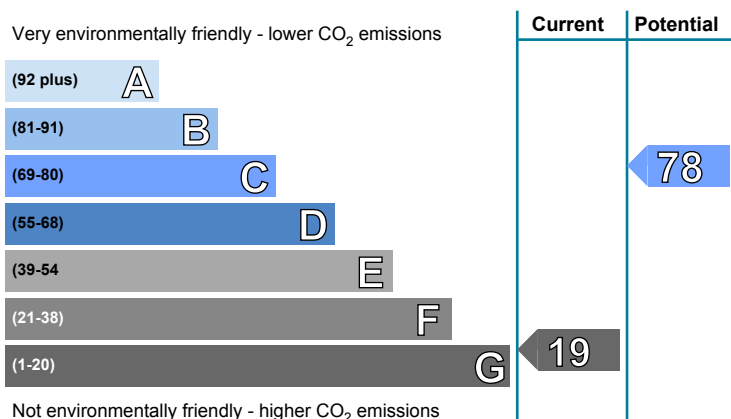 Very environmentally friendly - lower CO₂ emissions
Current
Potential
(92 plus) A
(81-91) B
(69-80) C
78
(55-68) D
(39-54 E
(21-38) F
(1-20) G
19
Not environmentally friendly - higher CO₂ emissions